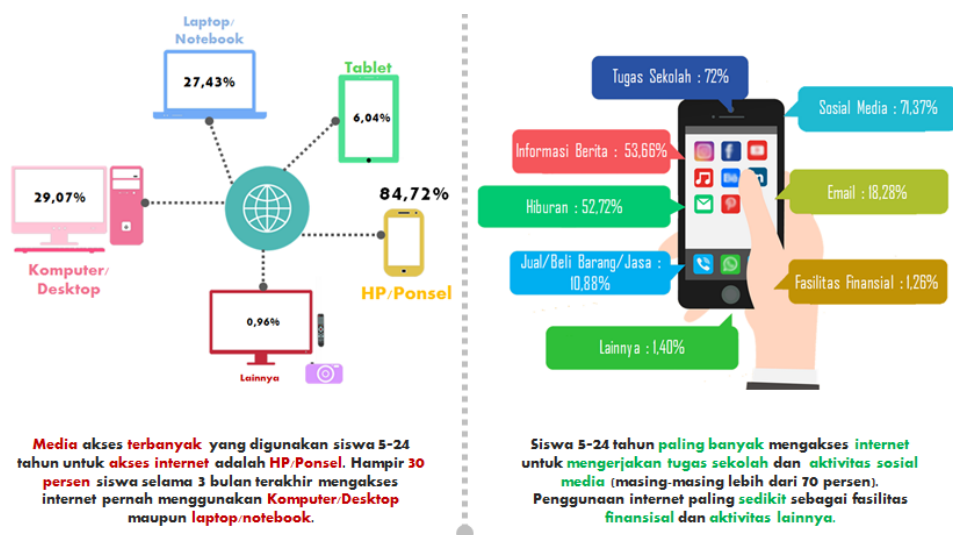 Laptop/
Notebook
27,43%
Tablet
6,04%
29,07%
Komputer/
Desktop
84,72%
HP/Ponsel
0,96%
Lainnya
Media akses terbanyak yang digunakan siswa 5-24
tahun untuk akses internet adalah HP/Ponsel. Hampir 30
persen siswa selama 3 bulan terakhir mengakses
internet pernah menggunakan Komputer/Desktop
maupun laptop/notebook.
Tugas Sekolah : 72%
Sosial Media : 71,37%
Informasi Berita : 53,66%
Email : 18,28%
Hiburan : 52,72%
Jual/Beli Barang/Jasa :
10,88%
Fasilitas Finansial : 1,26%
Lainnya : 1,40%
Siswa 5-24 tahun paling banyak mengakses internet
untuk mengerjakan tugas sekolah dan aktivitas sosial
media (masing-masing lebih dari 70 persen).
Penggunaan internet paling sedikit sebagai fasilitas
finansisal dan aktivitas lainnya.